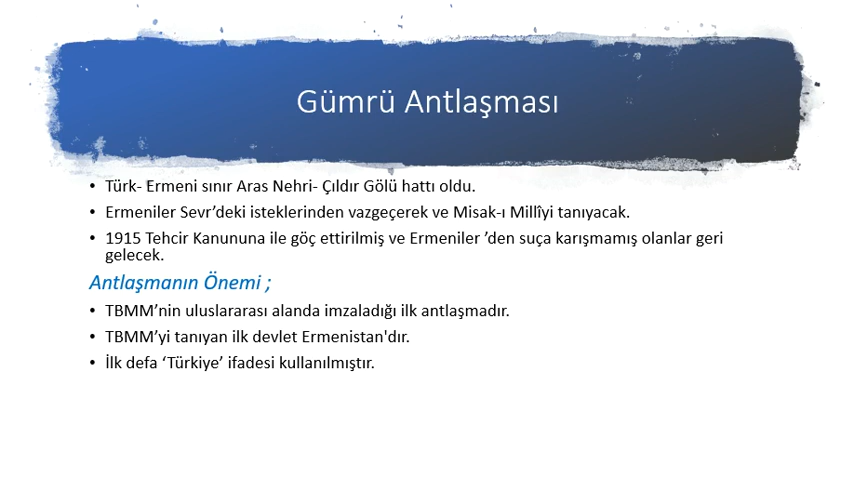 Gümrü Antlaşması
• Türk- Ermeni sınır Aras Nehri- Çıldır Gölü hattı oldu.
• Ermeniler Sevr’deki isteklerinden vazgeçerek ve Misak-ı Millîyi tanıyacak.
• 1915 Tehcir Kanununa ile göç ettirilmiş ve Ermeniler ’den suça karışmamış olanlar geri
gelecek.
Antlaşmanın Önemi ;
• TBMM’nin uluslararası alanda imzaladığı ilk antlaşmadır.
• TBMM’yi tanıyan ilk devlet Ermenistan'dır.
• İlk defa ‘Türkiye’ ifadesi kullanılmıştır.